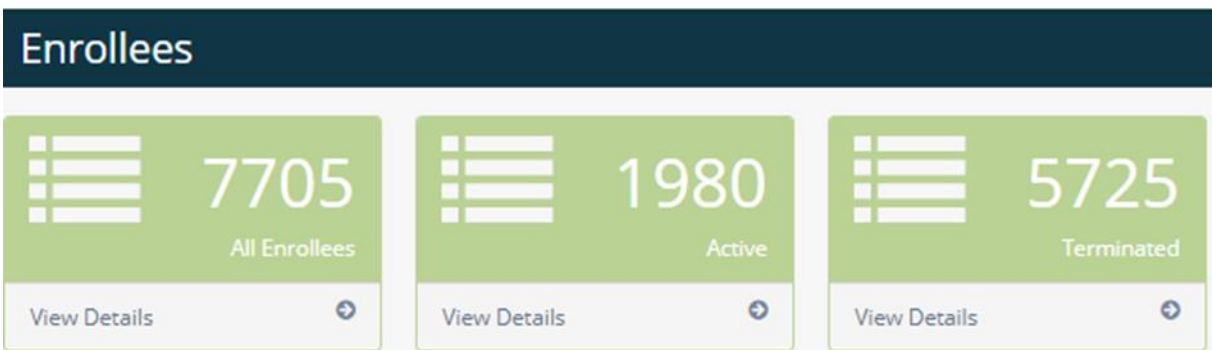 Enrollees
7705
All Enrollees
View Details
1980
Active
View Details
5725
Terminated
View Details